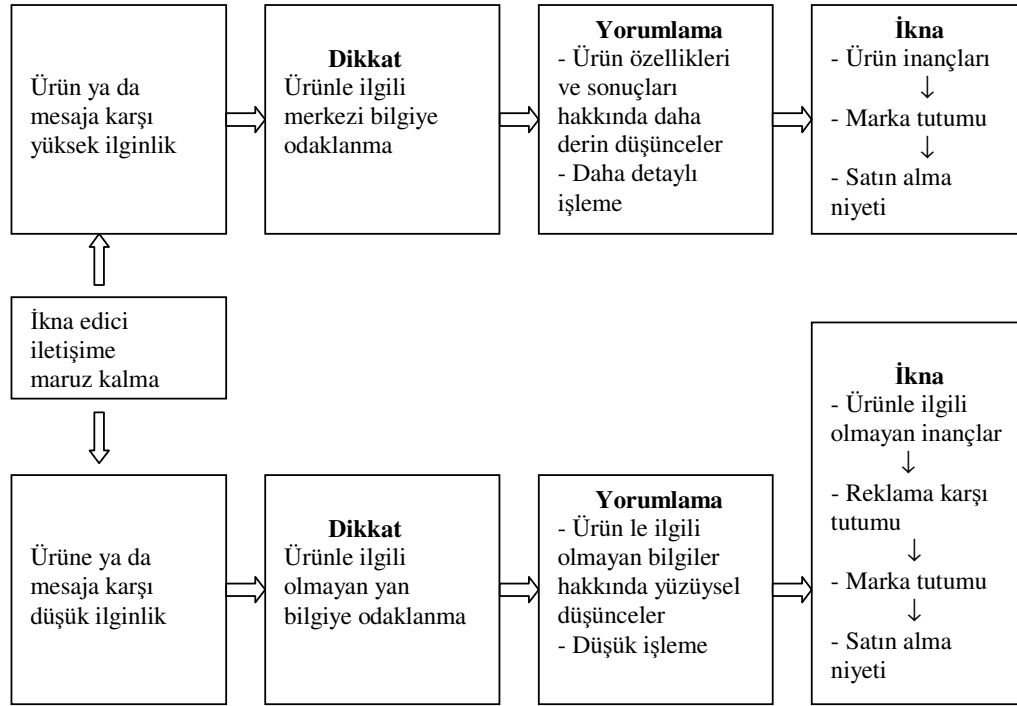 Ürün ya da
mesaja karşı
yüksek ilginlik
Dikkat
Ürünle ilgili
merkezi bilgiye
odaklanma
Yorumlama
- Ürün özellikleri
ve sonuçları
hakkında daha
derin düşünceler
- Daha detaylı
işleme
İkna
- Ürün inançları
↓
- Marka tutumu
↓
- Satın alma
niyeti
İkna edici
iletişime
maruz kalma
Ürüne ya da
mesaja karşı
düşük ilginlik
Dikkat
Ürünle ilgili
olmayan yan
bilgiye odaklanma
Yorumlama
- Ürün le ilgili
olmayan bilgiler
hakkında yüzüysel
düşünceler
- Düşük işleme
İkna
- Ürünle ilgili
olmayan inançlar
↓
- Reklama karşı
tutumu
↓
- Marka tutumu
↓
- Satın alma
niyeti